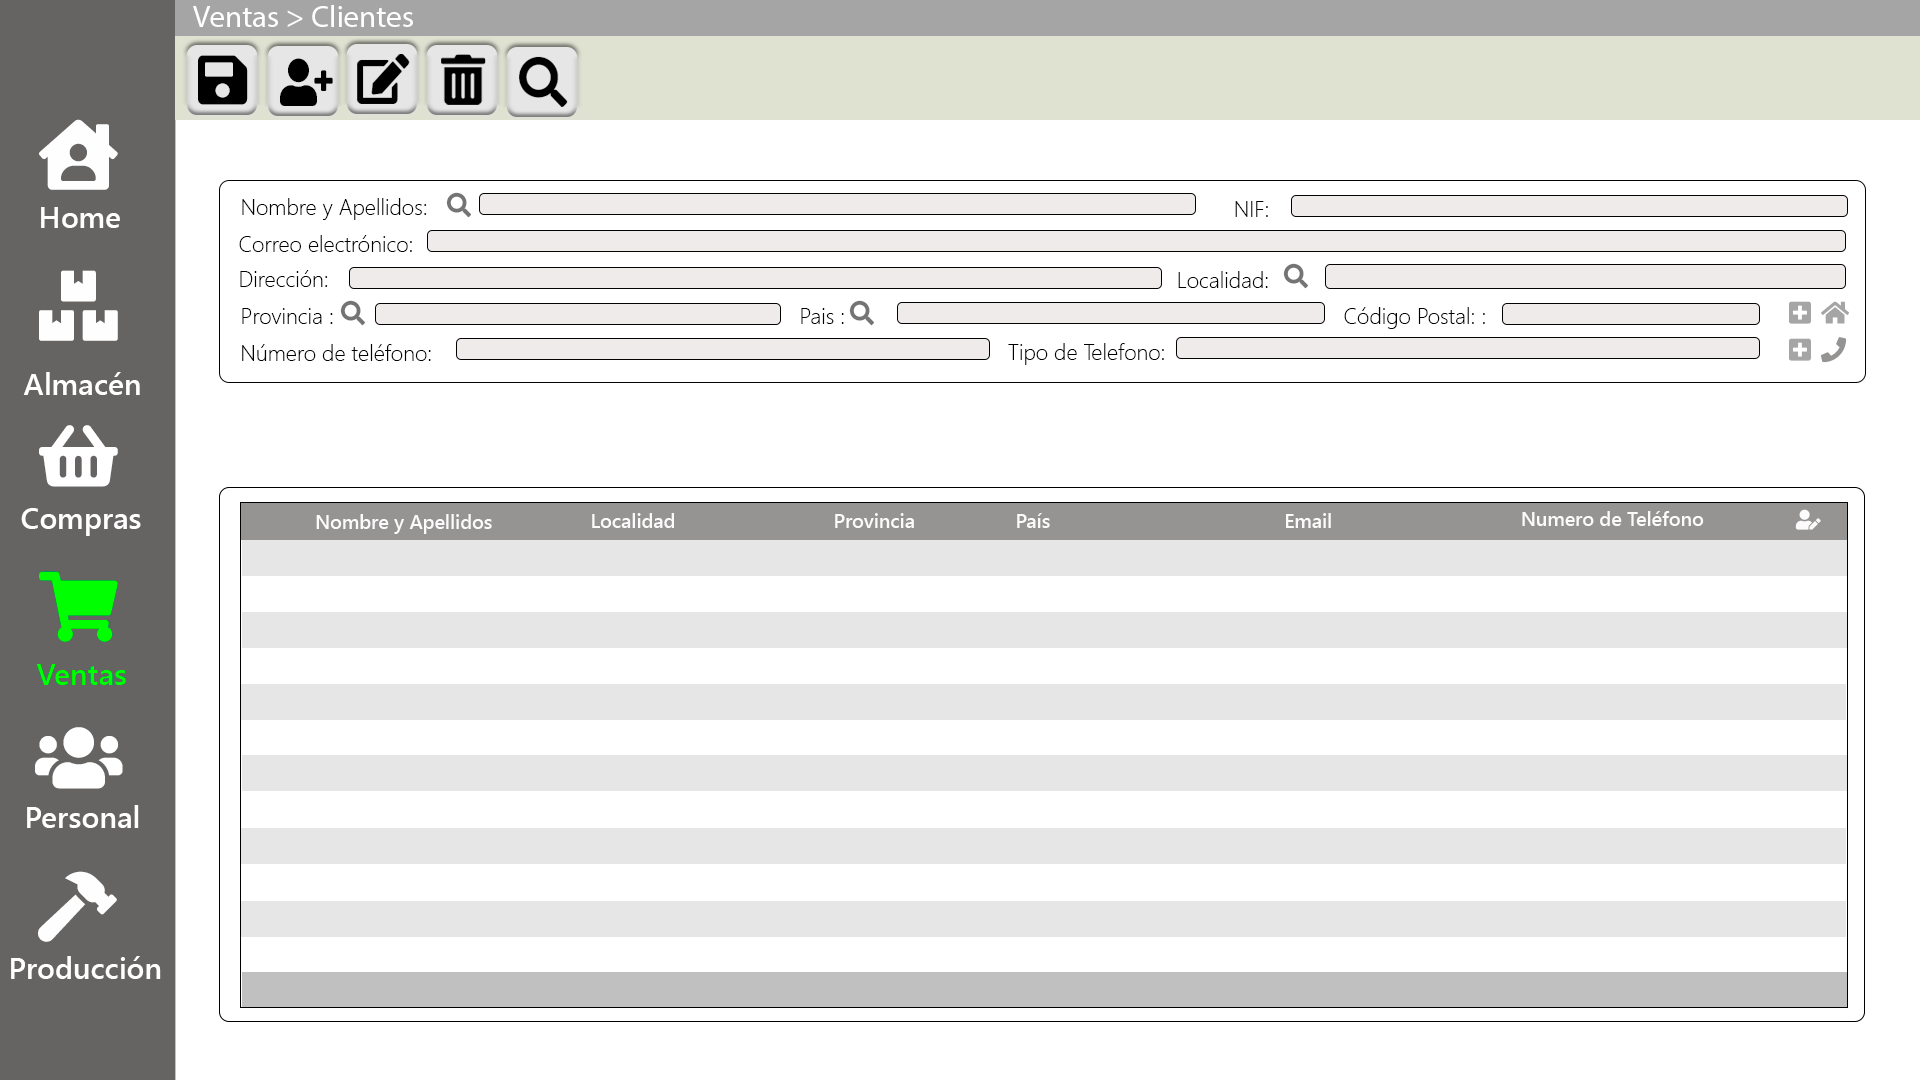 Ventas > Clientes
Home
Almacén
Compras
Ventas
Personal
Producción
Nombre y Apellidos: NIF:
Correo electrónico:
Dirección: Localidad:
Provincia : Pais : Código Postal: :
Número de teléfono: Tipo de Telefono:
Nombre y Apellidos Localidad Provincia País Email Numero de Teléfono